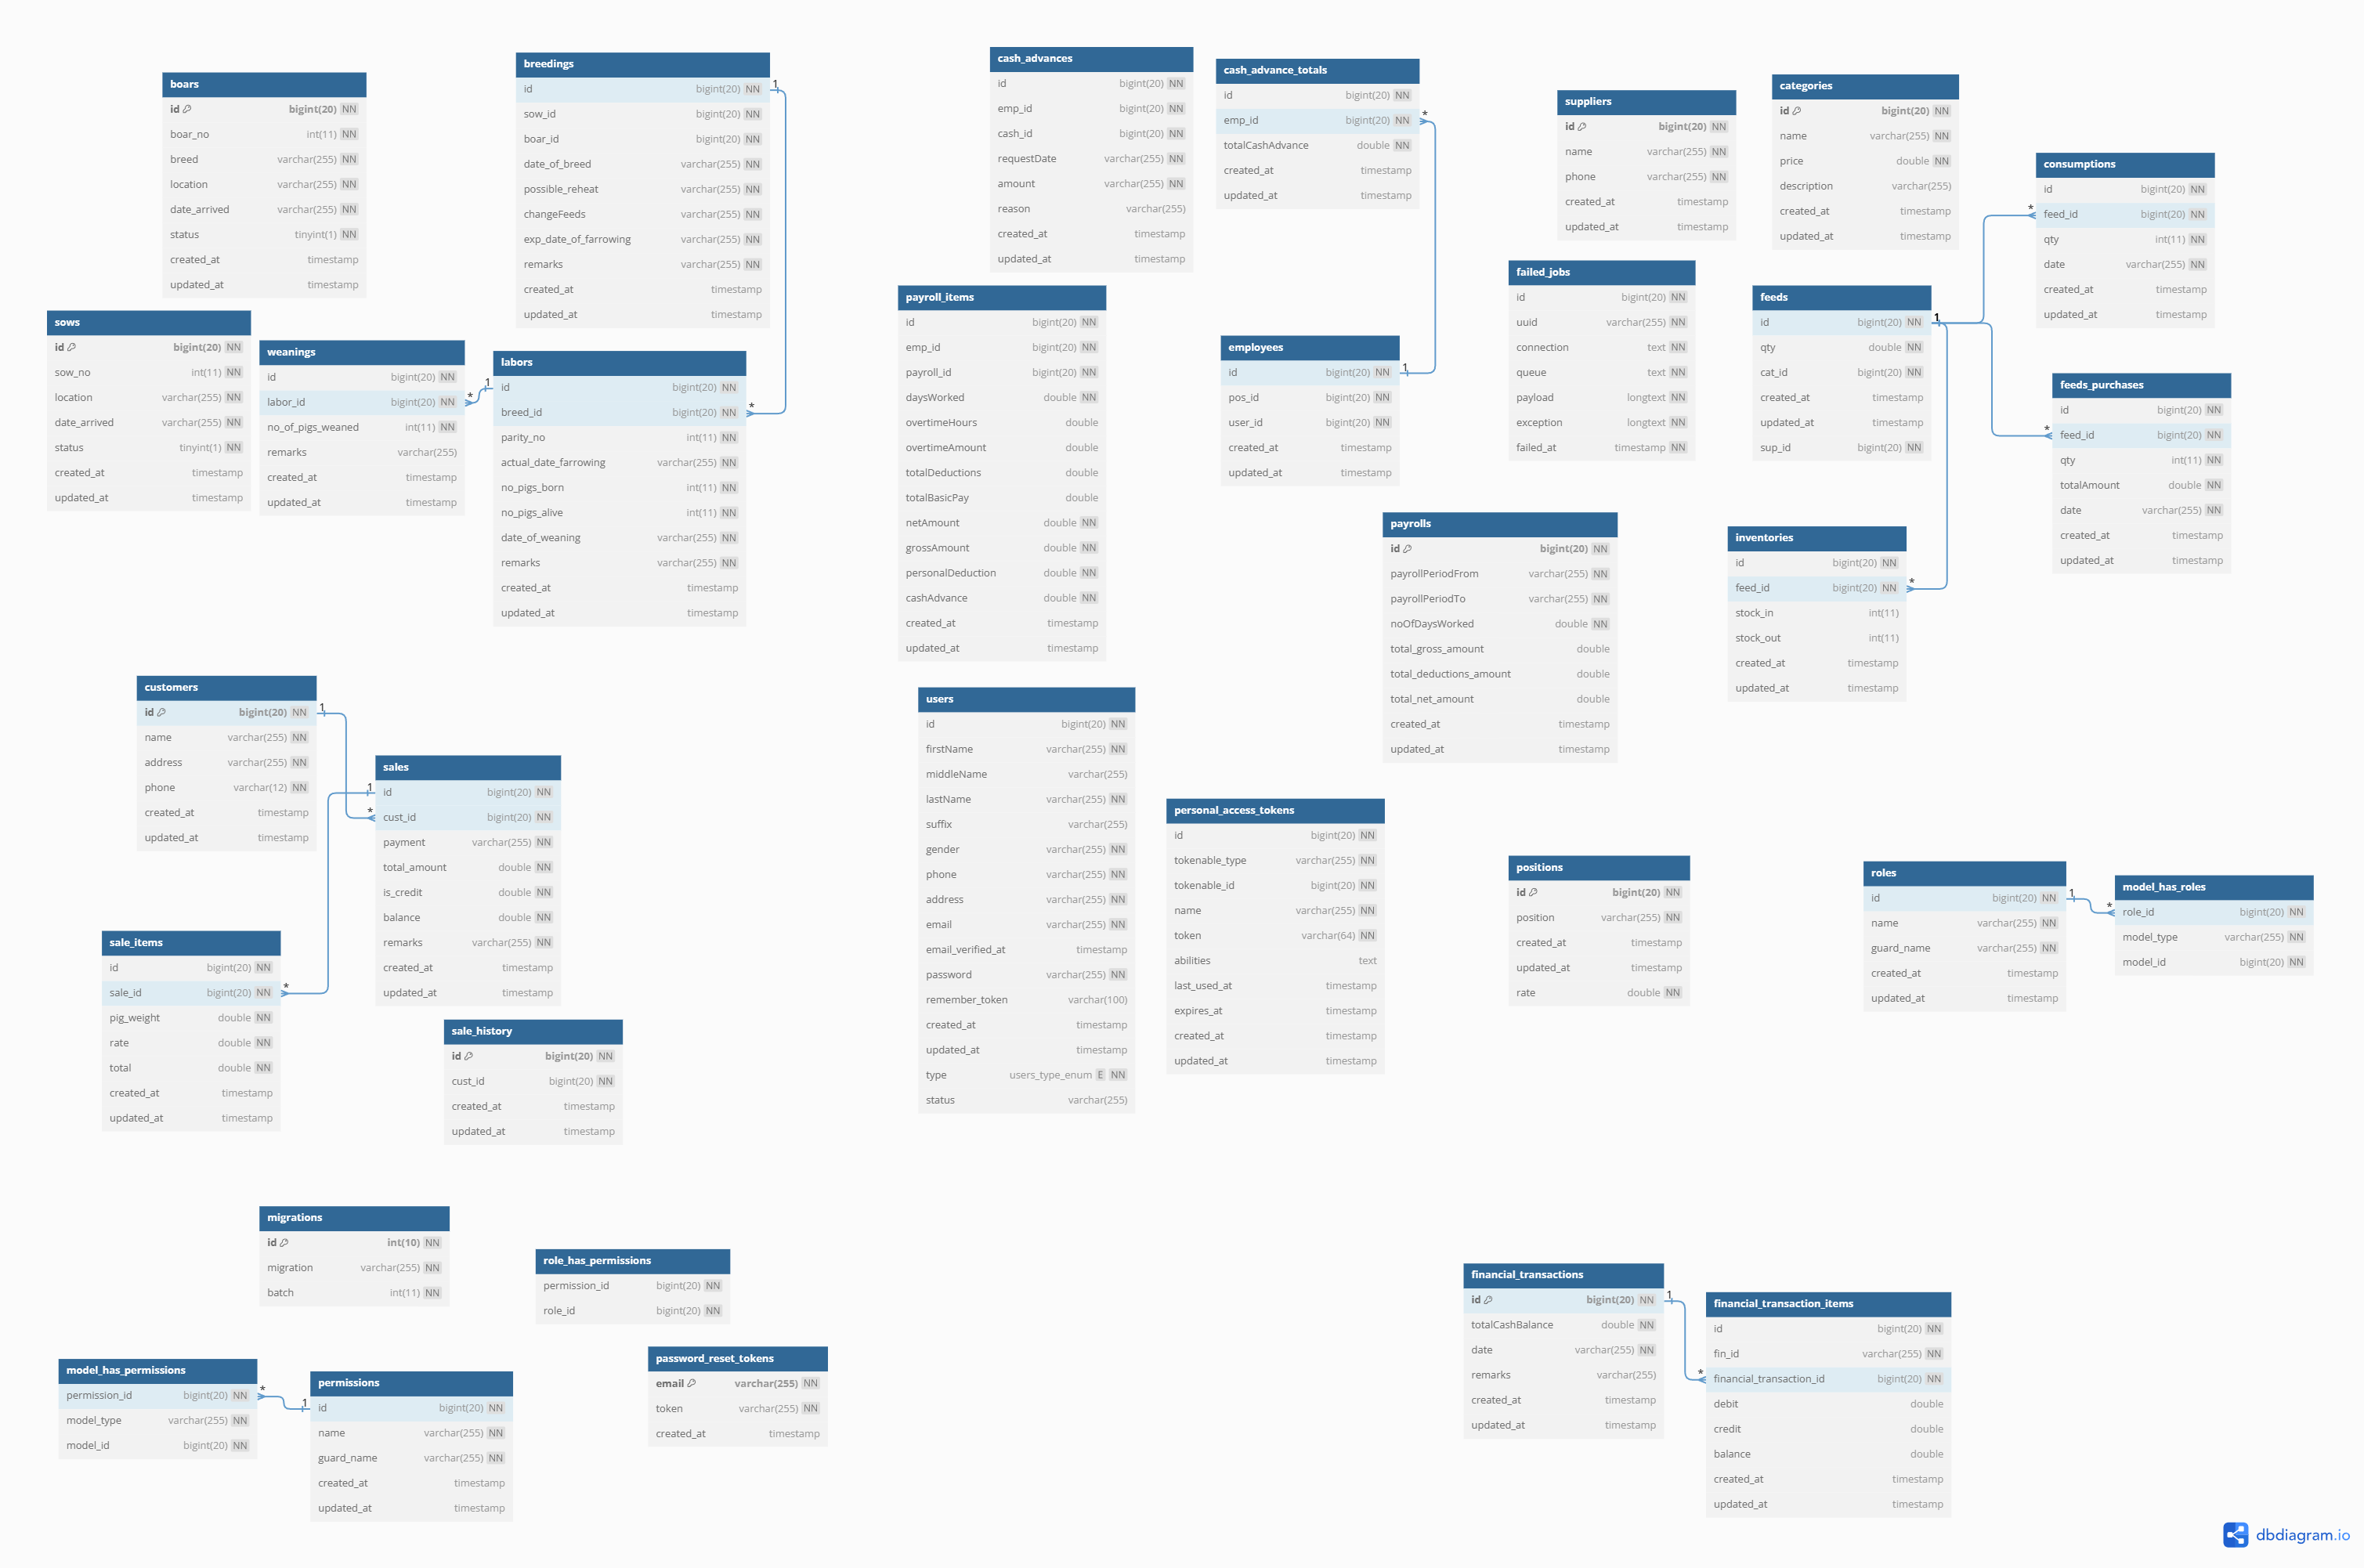 boars
id bigint(20) NN
boar_no int(11) NN
breed varchar(255) NN
location varchar(255) NN
date_arrived varchar(255) NN
status tinyint(1) NN
created_at timestamp
updated_at timestamp
breedings
id bigint(20) NN 1
sow_id bigint(20) NN
boar_id bigint(20) NN
date_of_breed varchar(255) NN
possible_reheat varchar(255) NN
changeFeeds varchar(255) NN
exp_date_of_farrowing varchar(255) NN
remarks varchar(255) NN
created_at timestamp
updated_at timestamp
sows
id bigint(20) NN
sow_no int(11) NN
location varchar(255) NN
date_arrived varchar(255) NN
status tinyint(1) NN
created_at timestamp
updated_at timestamp
weanings
id bigint(20) NN
labor_id bigint(20) NN *
no_of_pigs_weaned int(11) NN
remarks varchar(255)
created_at timestamp
updated_at timestamp
labors
1 id bigint(20) NN
breed_id bigint(20) NN *
parity_no int(11) NN
actual_date_farrowing varchar(255) NN
no_pigs_born int(11) NN
no_pigs_alive int(11) NN
date_of_weaning varchar(255) NN
remarks varchar(255) NN
created_at timestamp
updated_at timestamp
cash_advances
id bigint(20) NN
emp_id bigint(20) NN
cash_id bigint(20) NN
requestDate varchar(255) NN
amount varchar(255) NN
reason varchar(255)
created_at timestamp
updated_at timestamp
cash_advance_totals
id bigint(20) NN
emp_id bigint(20) NN *
totalCashAdvance double NN
created_at timestamp
updated_at timestamp
payroll_items
id bigint(20) NN
emp_id bigint(20) NN
payroll_id bigint(20) NN
daysWorked double NN
overtimeHours double
overtimeAmount double
totalDeductions double
totalBasicPay double
netAmount double NN
grossAmount double NN
personalDeduction double NN
cashAdvance double NN
created_at timestamp
updated_at timestamp
employees
id bigint(20) NN 1
pos_id bigint(20) NN
user_id bigint(20) NN
created_at timestamp
updated_at timestamp
suppliers
id bigint(20) NN
name varchar(255) NN
phone varchar(255) NN
created_at timestamp
updated_at timestamp
categories
id bigint(20) NN
name varchar(255) NN
price double NN
description varchar(255)
created_at timestamp
updated_at timestamp
consumptions
id bigint(20) NN
* feed_id bigint(20) NN
qty int(11) NN
date varchar(255) NN
created_at timestamp
updated_at timestamp
failed_jobs
id bigint(20) NN
uuid varchar(255) NN
connection text NN
queue text NN
payload longtext NN
exception longtext NN
failed_at timestamp NN
feeds
id bigint(20) NN 1
qty double NN
cat_id bigint(20) NN
created_at timestamp
updated_at timestamp
sup_id bigint(20) NN
feeds_purchases
id bigint(20) NN
* feed_id bigint(20) NN
qty int(11) NN
totalAmount double NN
date varchar(255) NN
created_at timestamp
updated_at timestamp
payrolls
id bigint(20) NN
payrollPeriodFrom varchar(255) NN
payrollPeriodTo varchar(255) NN
noOfDaysWorked double NN
total_gross_amount double
total_deductions_amount double
total_net_amount double
created_at timestamp
updated_at timestamp
inventories
id bigint(20) NN
feed_id bigint(20) NN *
stock_in int(11)
stock_out int(11)
created_at timestamp
updated_at timestamp
customers
id bigint(20) NN 1
name varchar(255) NN
address varchar(255) NN
phone varchar(12) NN
created_at timestamp
updated_at timestamp
sales
1 id bigint(20) NN
* cust_id bigint(20) NN
payment varchar(255) NN
total_amount double NN
is_credit double NN
balance double NN
remarks varchar(255) NN
created_at timestamp
updated_at timestamp
sale_items
id bigint(20) NN
sale_id bigint(20) NN *
pig_weight double NN
rate double NN
total double NN
created_at timestamp
updated_at timestamp
sale_history
id bigint(20) NN
cust_id bigint(20) NN
created_at timestamp
updated_at timestamp
users
id bigint(20) NN
firstName varchar(255) NN
middleName varchar(255)
lastName varchar(255) NN
suffix varchar(255)
gender varchar(255) NN
phone varchar(255) NN
address varchar(255) NN
email varchar(255) NN
email_verified_at timestamp
password varchar(255) NN
remember_token varchar(100)
created_at timestamp
updated_at timestamp
type users_type_enum E NN
status varchar(255)
personal_access_tokens
id bigint(20) NN
tokenable_type varchar(255) NN
tokenable_id bigint(20) NN
name varchar(255) NN
token varchar(64) NN
abilities text
last_used_at timestamp
expires_at timestamp
created_at timestamp
updated_at timestamp
positions
id bigint(20) NN
position varchar(255) NN
created_at timestamp
updated_at timestamp
rate double NN
roles
id bigint(20) NN 1
name varchar(255) NN
guard_name varchar(255) NN
created_at timestamp
updated_at timestamp
model_has_roles
* role_id bigint(20) NN
model_type varchar(255) NN
model_id bigint(20) NN
migrations
id int(10) NN
migration varchar(255) NN
batch int(11) NN
role_has_permissions
permission_id bigint(20) NN
role_id bigint(20) NN
model_has_permissions
permission_id bigint(20) NN *
model_type varchar(255) NN
model_id bigint(20) NN
permissions
1 id bigint(20) NN
name varchar(255) NN
guard_name varchar(255) NN
created_at timestamp
updated_at timestamp
password_reset_tokens
email varchar(255) NN
token varchar(255) NN
created_at timestamp
financial_transactions
id bigint(20) NN 1
totalCashBalance double NN
date varchar(255) NN
remarks varchar(255)
created_at timestamp
updated_at timestamp
financial_transaction_items
id bigint(20) NN
fin_id varchar(255) NN
* financial_transaction_id bigint(20) NN
debit double
credit double
balance double
created_at timestamp
updated_at timestamp
dbdiagram.io